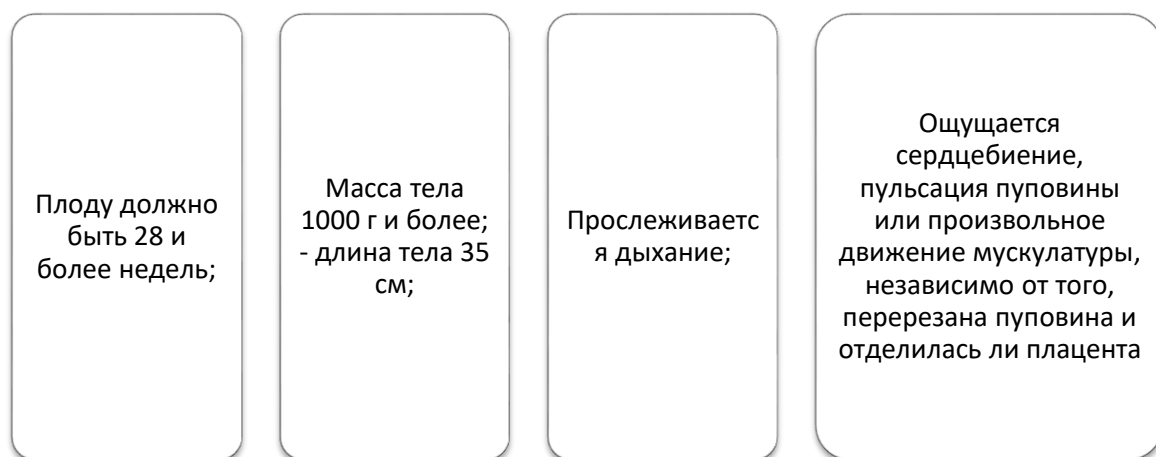 Плоду должно
быть 28 и
более недель;
Масса тела
1000 г и более;
- длина тела 35
см;
Прослеживаетс
я дыхание;
Ощущается
сердцебиение,
пульсация пуповины
или произвольное
движение мускулатуры,
независимо от того,
перерезана пуповина и
отделилась ли плацента